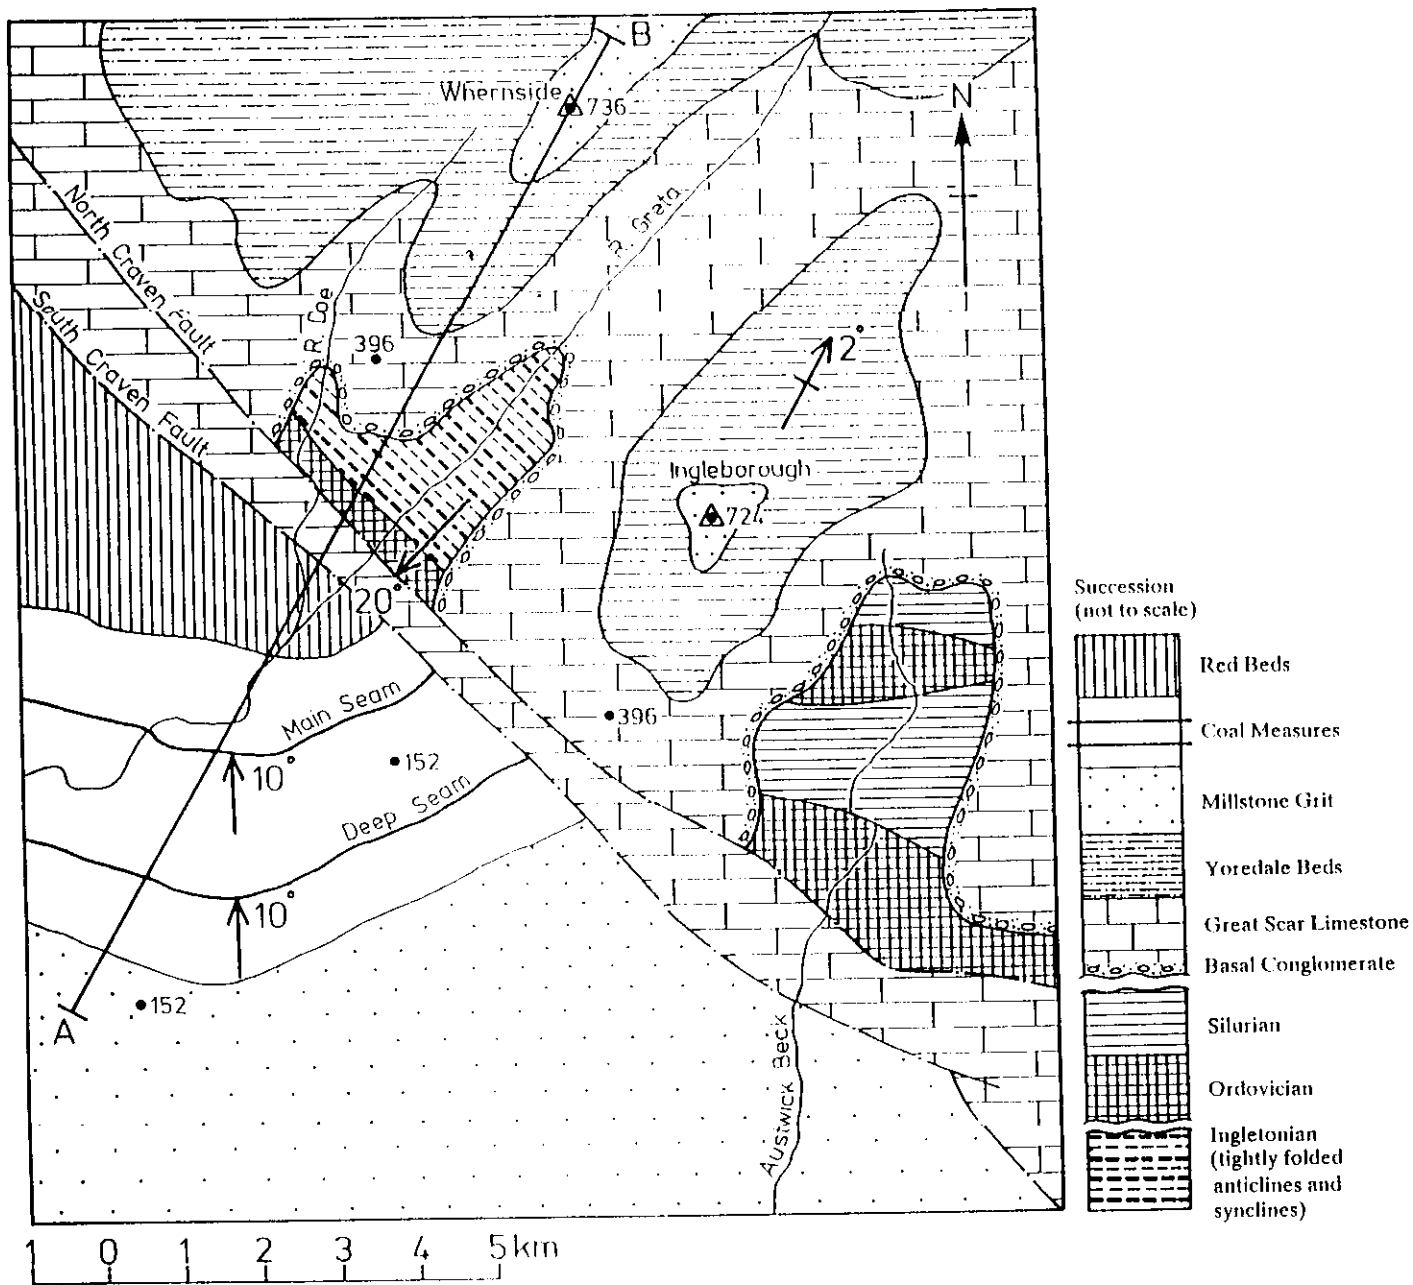 B
Whernside
736
N
R. Greta
North Craven Fault
South Craven Fault
R. Doe
396
2°
Ingleborough
724
20°
Main Seam
10°
152
Deep Seam
10°
396
152
A
Austwick Beck
1 0 1 2 3 4 5 km
Succession
(not to scale)
Red Beds
Coal Measures
Millstone Grit
Yoredale Beds
Great Scar Limestone
Basal Conglomerate
Silurian
Ordovician
Ingletonian
(tightly folded
anticlines and
synclines)